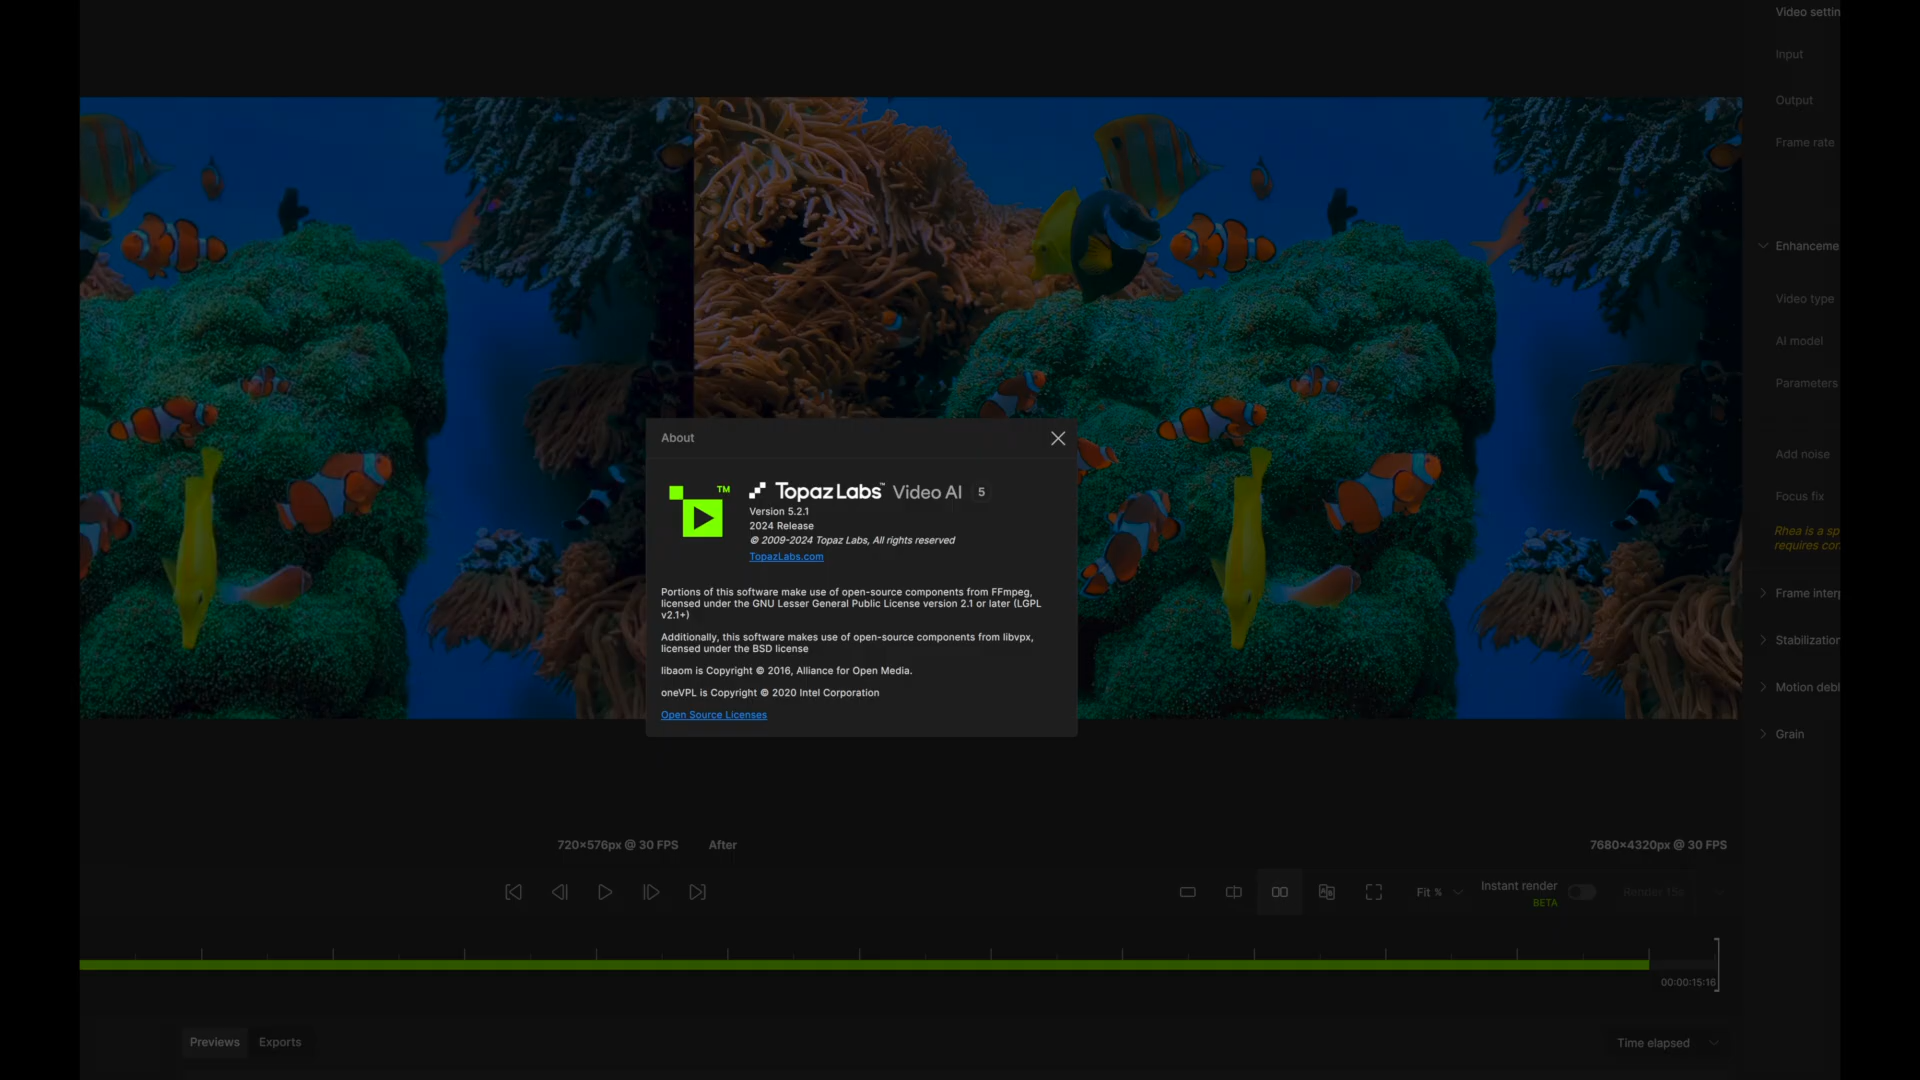 Video settin
Input
Output
Frame rate
Enhanceme
Video type
AI model
Parameters
Add noise
Focus fix
Rhea is a sp
requires con
Frame interp
Stabilization
Motion debl
Grain
About
TM
Topaz Labs™ Video AI 5
Version 5.2.1
2024 Release
© 2009-2024 Topaz Labs, All rights reserved
TopazLabs.com
Portions of this software make use of open-source components from FFmpeg,
licensed under the GNU Lesser General Public License version 2.1 or later (LGPL
v2.1+)
Additionally, this software makes use of open-source components from libvpx,
licensed under the BSD license
libaom is Copyright © 2016, Alliance for Open Media.
oneVPL is Copyright © 2020 Intel Corporation
Open Source Licenses
720×576px @ 30 FPS After 7680×4320px @ 30 FPS
Fit %
Instant render
BETA
Render 15s
00:00:15:16
Previews Exports Time elapsed